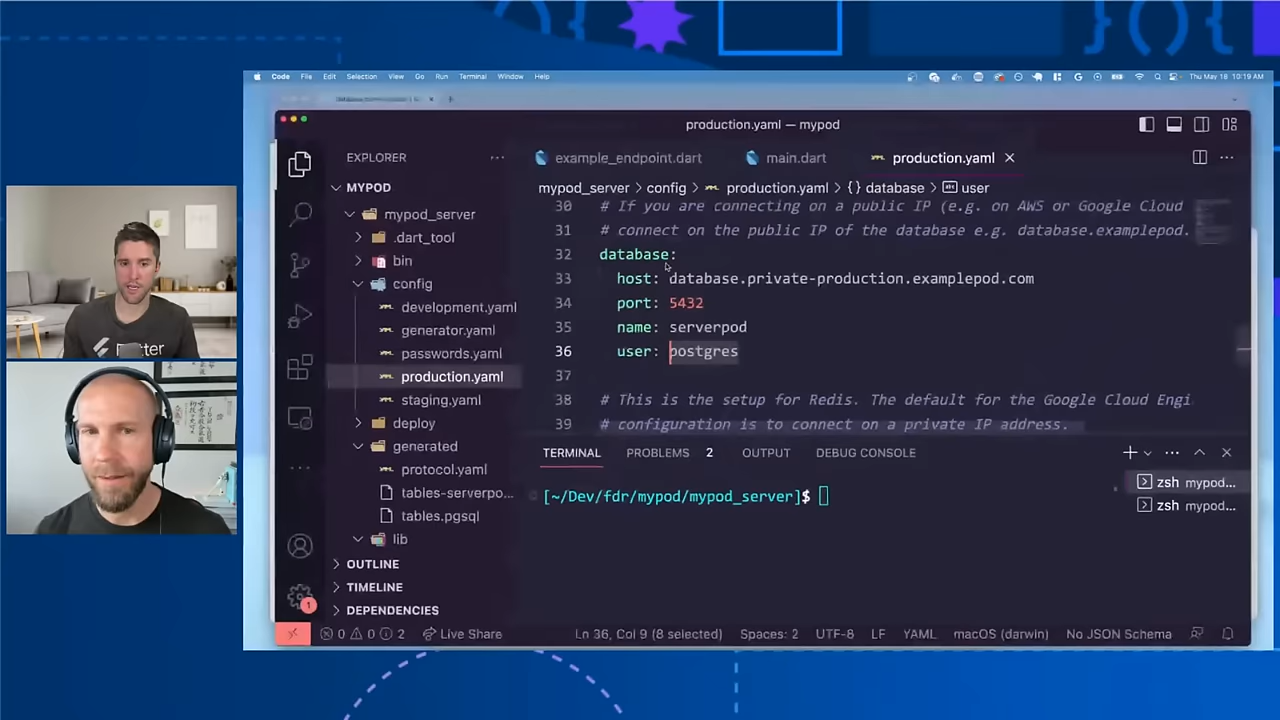 Code File Edit Selection View Go Run Terminal Window Help
Thu May 18 10:19 AM
production.yaml — mypod
EXPLORER
MYPOD
mypod_server
.dart_tool
bin
config
development.yaml
generator.yaml
passwords.yaml
production.yaml
staging.yaml
deploy
generated
protocol.yaml
tables-serverpo...
tables.pgsql
lib
OUTLINE
TIMELINE
DEPENDENCIES
1
example_endpoint.dart main.dart production.yaml
mypod_server > config > production.yaml > {} database > user
30 # If you are connecting on a public IP (e.g. on AWS or Google Cloud
31 # connect on the public IP of the database e.g. database.examplepod.
32 database:
33 host: database.private-production.examplepod.com
34 port: 5432
35 name: serverpod
36 user: postgres
37
38 # This is the setup for Redis. The default for the Google Cloud Engi
39 # configuration is to connect on a private IP address.
TERMINAL PROBLEMS 2 OUTPUT DEBUG CONSOLE
[~/Dev/fdr/mypod/mypod_server]$
zsh mypod...
zsh mypod...
0 0 2 Live Share Ln 36, Col 9 (8 selected) Spaces: 2 UTF-8 LF YAML macOS (darwin) No JSON Schema